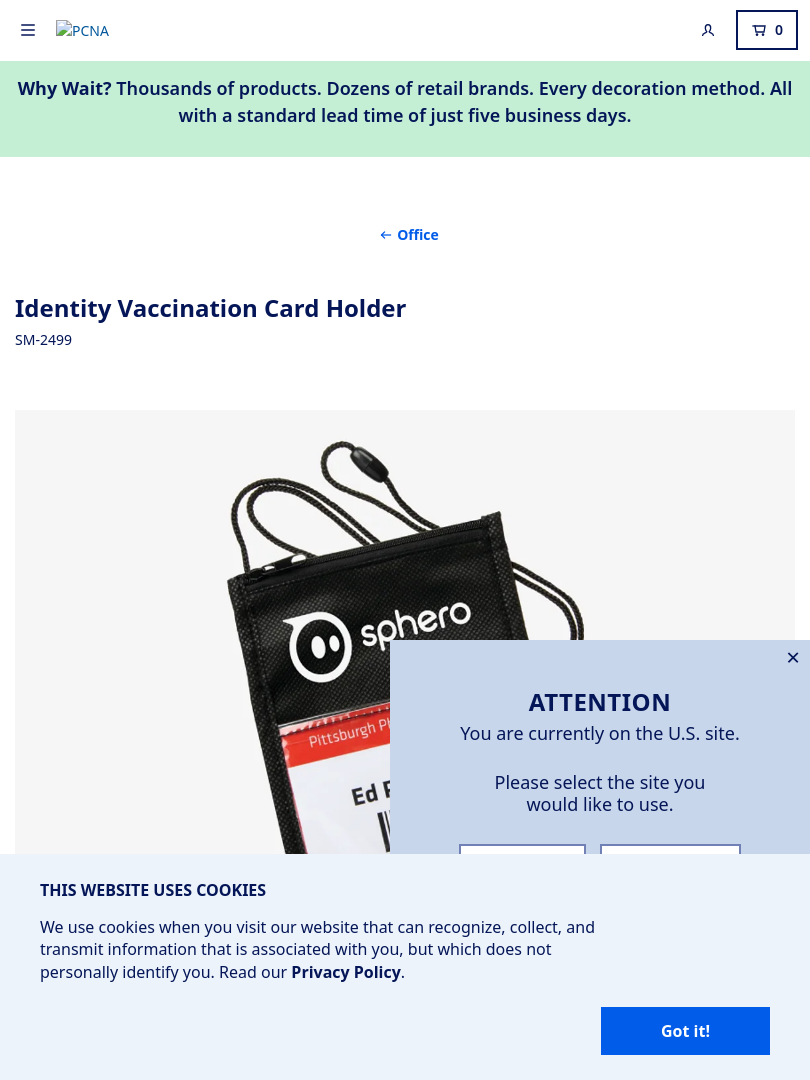 PCNA
0
Why Wait? Thousands of products. Dozens of retail brands. Every decoration method. All
with a standard lead time of just five business days.
← Office
Identity Vaccination Card Holder
SM-2499
sphero
Pittsburgh
Ed
✕
ATTENTION
You are currently on the U.S. site.
Please select the site you
would like to use.
THIS WEBSITE USES COOKIES
We use cookies when you visit our website that can recognize, collect, and
transmit information that is associated with you, but which does not
personally identify you. Read our Privacy Policy.
Got it!